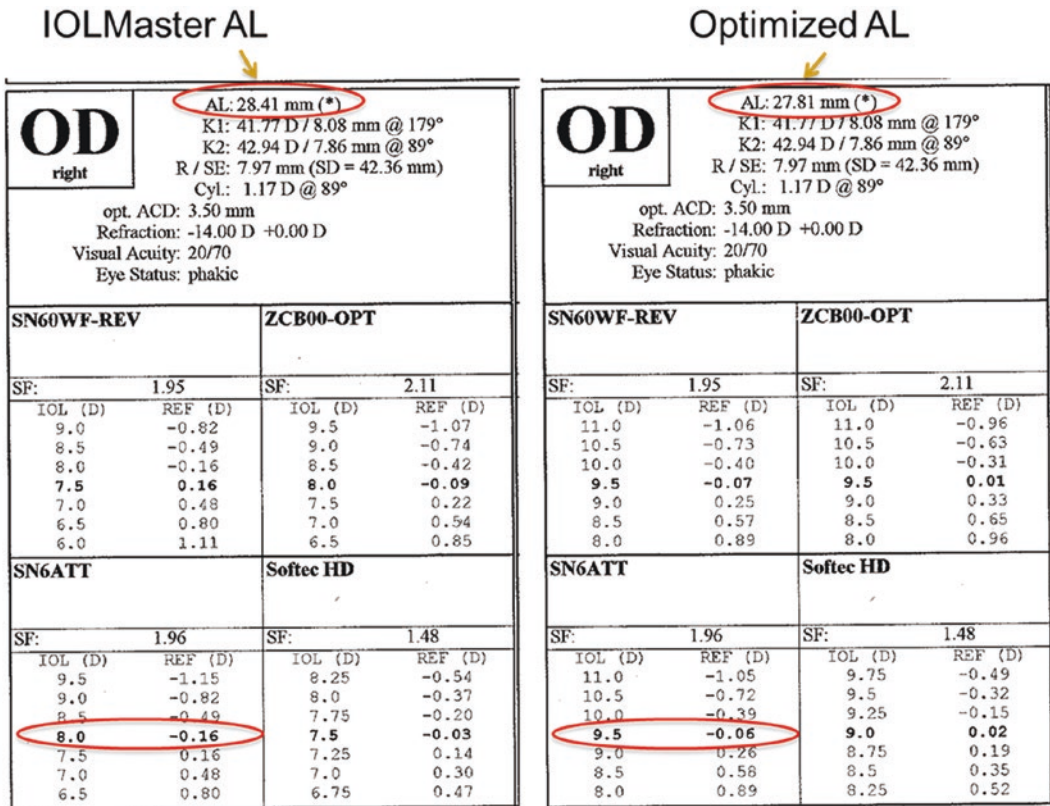 IOLMaster AL
OD
right
AL: 28.41 mm (*)
K1: 41.77 D / 8.08 mm @ 179°
K2: 42.94 D / 7.86 mm @ 89°
R / SE: 7.97 mm (SD = 42.36 mm)
Cyl.: 1.17 D @ 89°
opt. ACD: 3.50 mm
Refraction: -14.00 D +0.00 D
Visual Acuity: 20/70
Eye Status: phakic
SN60WF-REV ZCB00-OPT
SF: 1.95 SF: 2.11
IOL (D) REF (D) IOL (D) REF (D)
9.0 -0.82 9.5 -1.07
8.5 -0.49 9.0 -0.74
8.0 -0.16 8.5 -0.42
7.5 0.16 8.0 -0.09
7.0 0.48 7.5 0.22
6.5 0.80 7.0 0.54
6.0 1.11 6.5 0.85
SN6ATT Softec HD
SF: 1.96 SF: 1.48
IOL (D) REF (D) IOL (D) REF (D)
9.5 -1.15 8.25 -0.54
9.0 -0.82 8.0 -0.37
8.5 -0.49 7.75 -0.20
8.0 -0.16 7.5 -0.03
7.5 0.16 7.25 0.14
7.0 0.48 7.0 0.30
6.5 0.80 6.75 0.47
Optimized AL
OD
right
AL: 27.81 mm (*)
K1: 41.77 D / 8.08 mm @ 179°
K2: 42.94 D / 7.86 mm @ 89°
R / SE: 7.97 mm (SD = 42.36 mm)
Cyl.: 1.17 D @ 89°
opt. ACD: 3.50 mm
Refraction: -14.00 D +0.00 D
Visual Acuity: 20/70
Eye Status: phakic
SN60WF-REV ZCB00-OPT
SF: 1.95 SF: 2.11
IOL (D) REF (D) IOL (D) REF (D)
11.0 -1.06 11.0 -0.96
10.5 -0.73 10.5 -0.63
10.0 -0.40 10.0 -0.31
9.5 -0.07 9.5 0.01
9.0 0.25 9.0 0.33
8.5 0.57 8.5 0.65
8.0 0.89 8.0 0.96
SN6ATT Softec HD
SF: 1.96 SF: 1.48
IOL (D) REF (D) IOL (D) REF (D)
11.0 -1.05 9.75 -0.49
10.5 -0.72 9.5 -0.32
10.0 -0.39 9.25 -0.15
9.5 -0.06 9.0 0.02
9.0 0.26 8.75 0.19
8.5 0.58 8.5 0.35
8.0 0.89 8.25 0.52